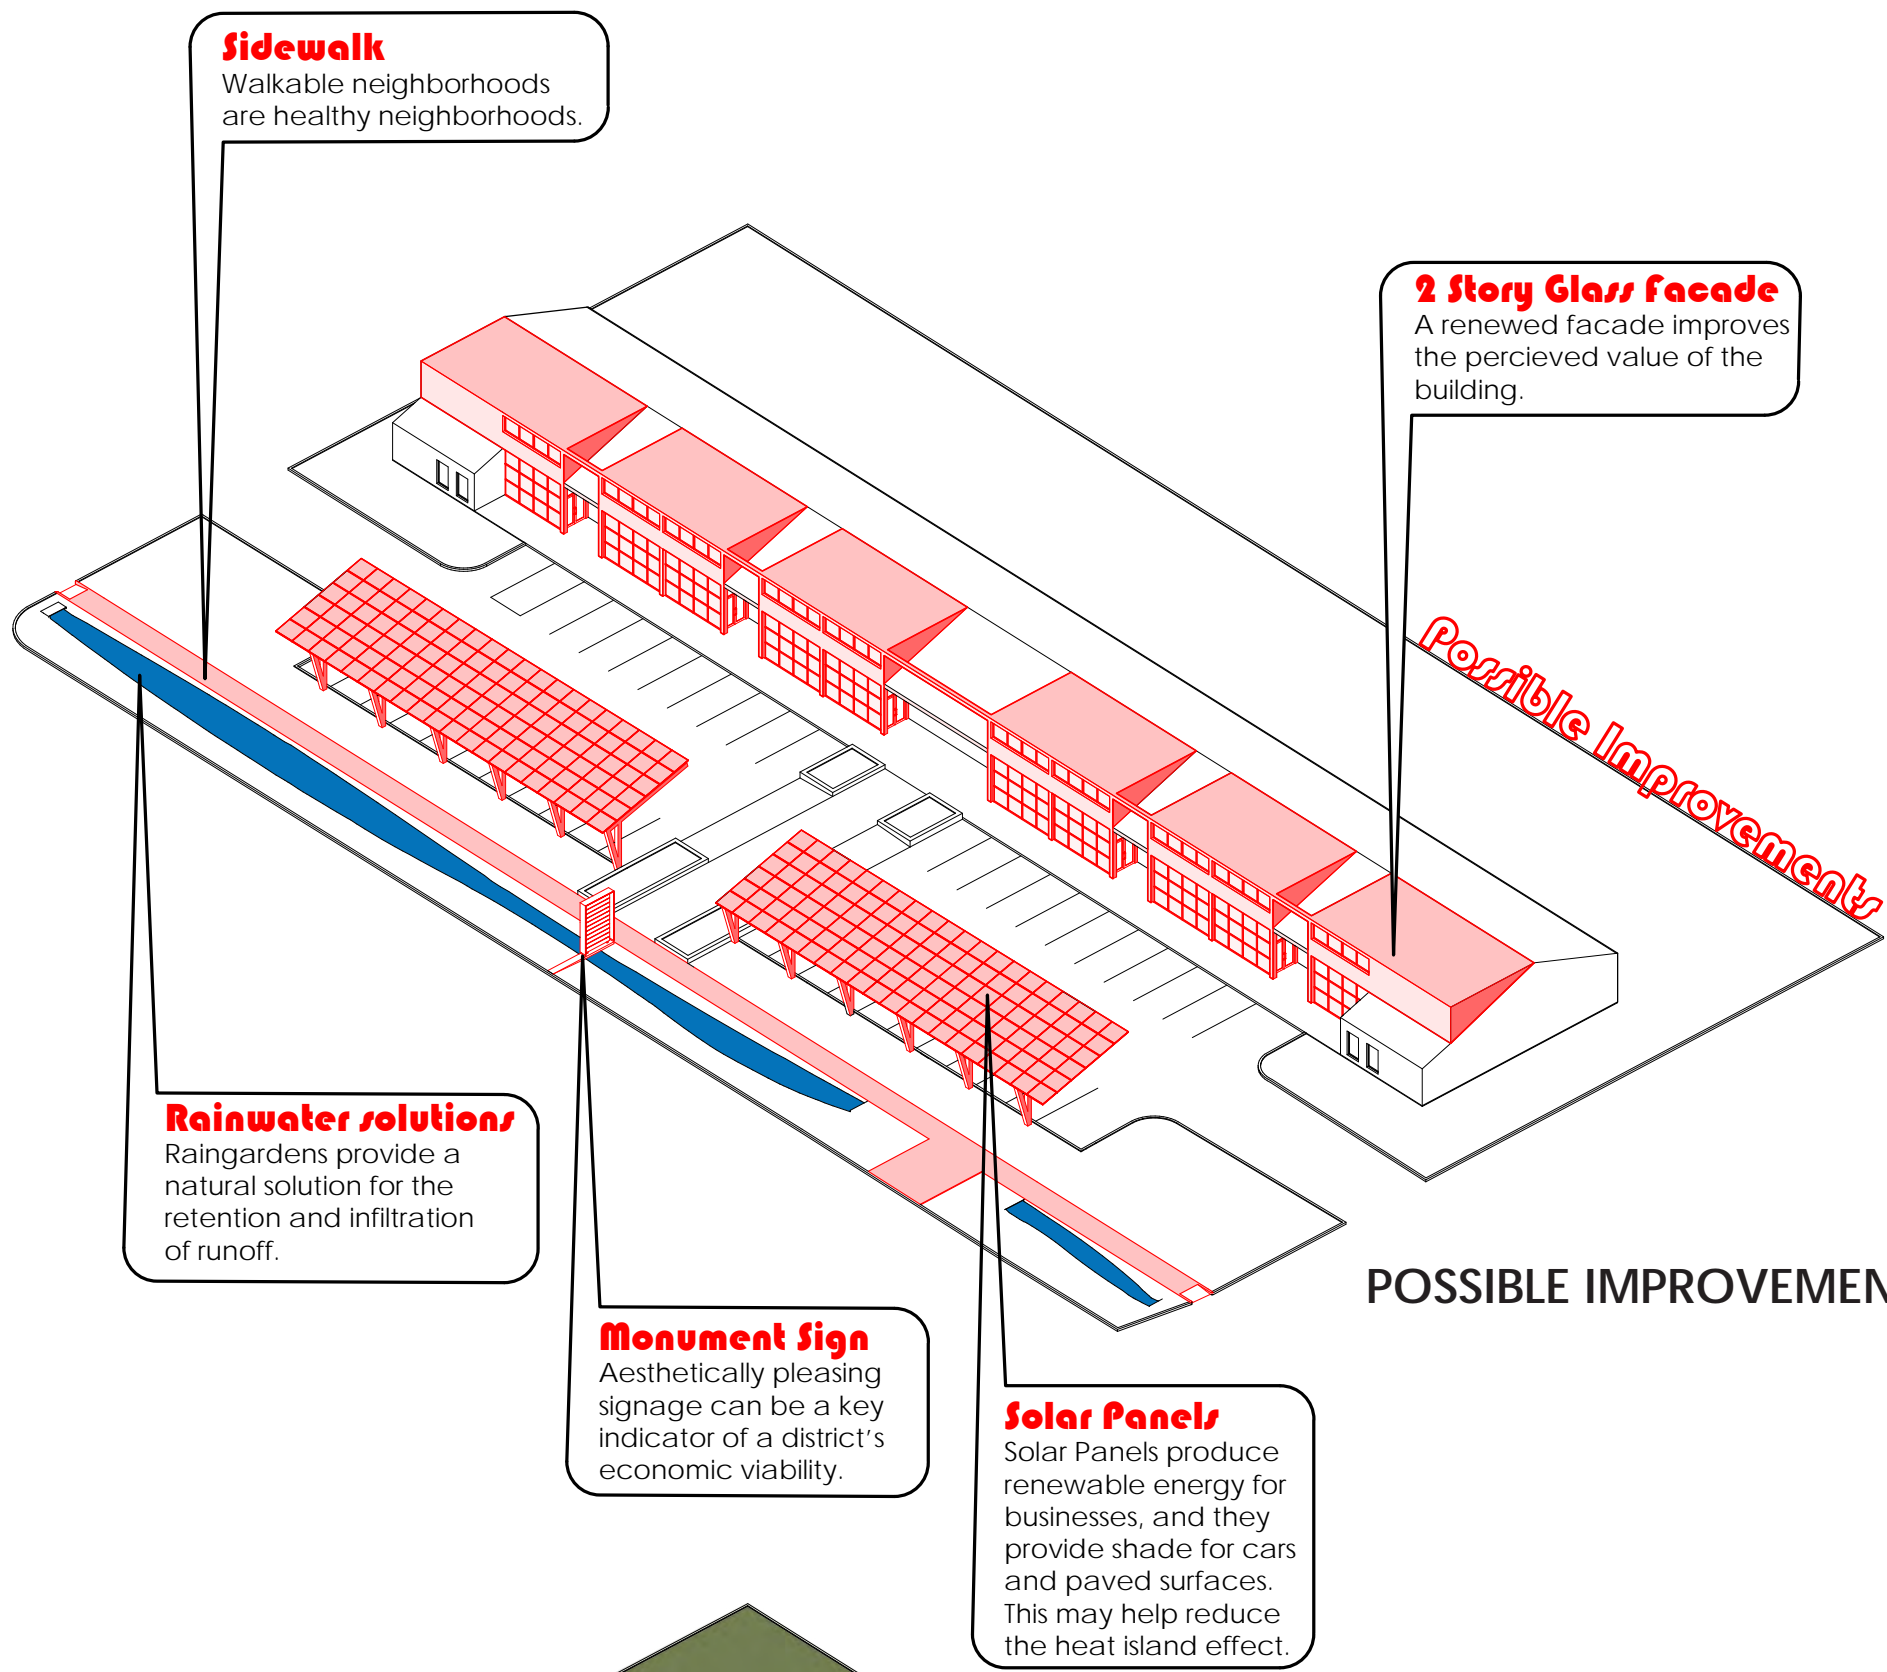 Sidewalk
Walkable neighborhoods
are healthy neighborhoods.
2 Story Glass Facade
A renewed facade improves
the percieved value of the
building.
Possible Improvements
Rainwater solutions
Raingardens provide a
natural solution for the
retention and infiltration
of runoff.
POSSIBLE IMPROVEMEN
Monument Sign
Aesthetically pleasing
signage can be a key
indicator of a district's
economic viability.
Solar Panels
Solar Panels produce
renewable energy for
businesses, and they
provide shade for cars
and paved surfaces.
This may help reduce
the heat island effect.